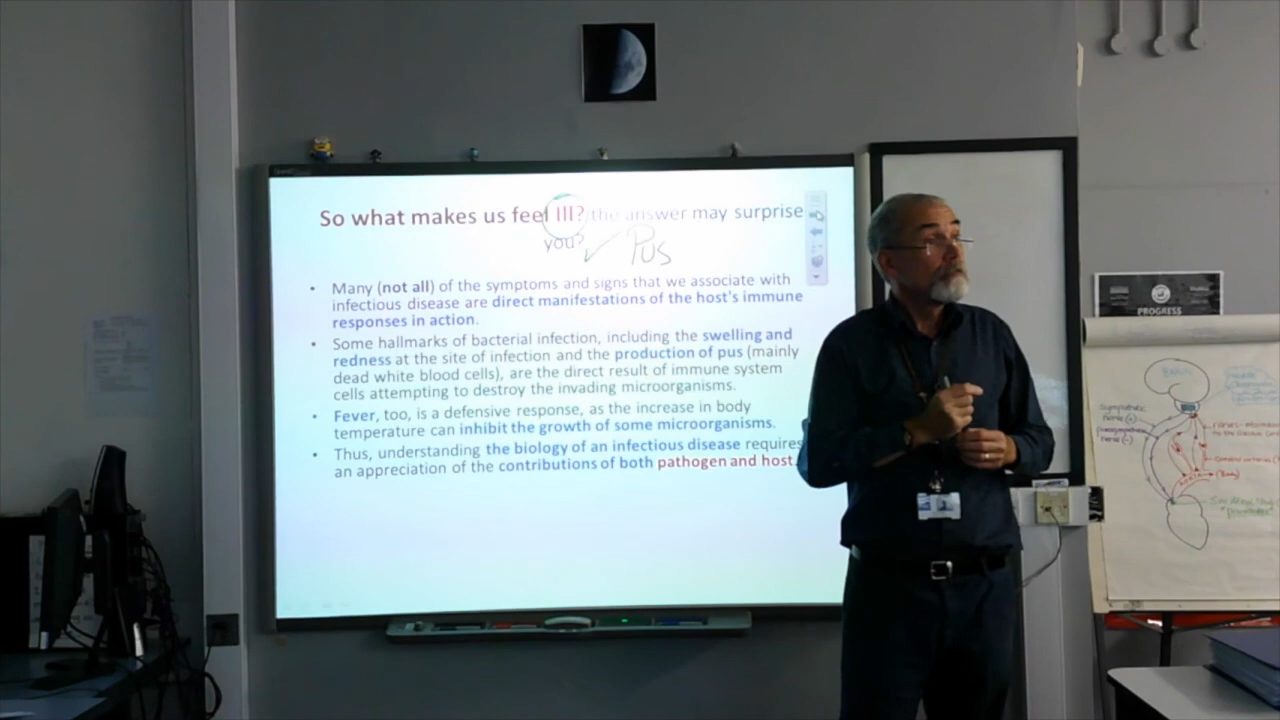 So what makes us feel Ill? the answer may surprise
you?
Pus
• Many (not all) of the symptoms and signs that we associate with
infectious disease are direct manifestations of the host's immune
responses in action.
• Some hallmarks of bacterial infection, including the swelling and
redness at the site of infection and the production of pus (mainly
dead white blood cells), are the direct result of immune system
cells attempting to destroy the invading microorganisms.
• Fever, too, is a defensive response, as the increase in body
temperature can inhibit the growth of some microorganisms.
• Thus, understanding the biology of an infectious disease requires
an appreciation of the contributions of both pathogen and host.
PROGRESS
Sympathetic
nerve (+)
nerve (-)
(Body)